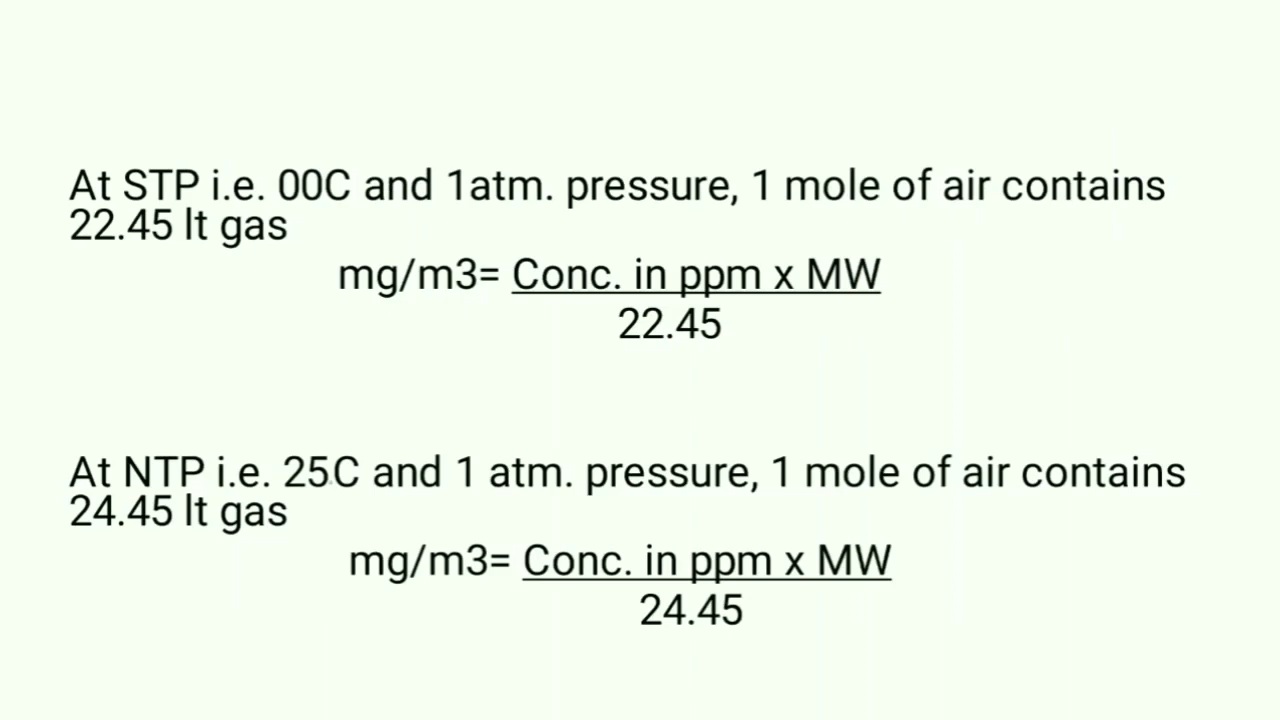 At STP i.e. 00C and 1atm. pressure, 1 mole of air contains
22.45 lt gas
mg/m3= Conc. in ppm x MW
22.45
At NTP i.e. 25.C and 1 atm. pressure, 1 mole of air contains
24.45 lt gas
mg/m3= Conc. in ppm x MW
24.45